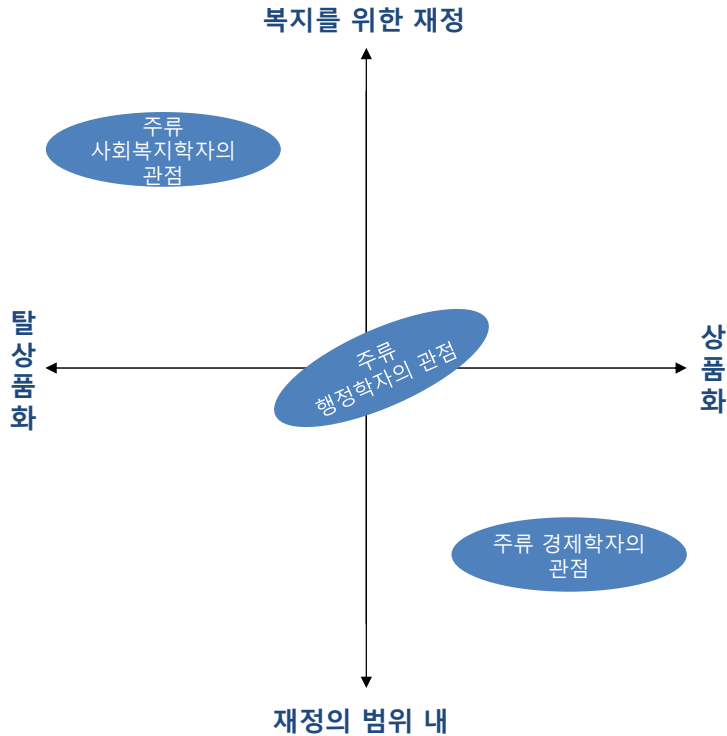 복지를 위한 재정
주류
사회복지학자의
관점
탈
상
품
화
주류
행정학자의 관점
상
품
화
주류 경제학자의
관점
재정의 범위 내